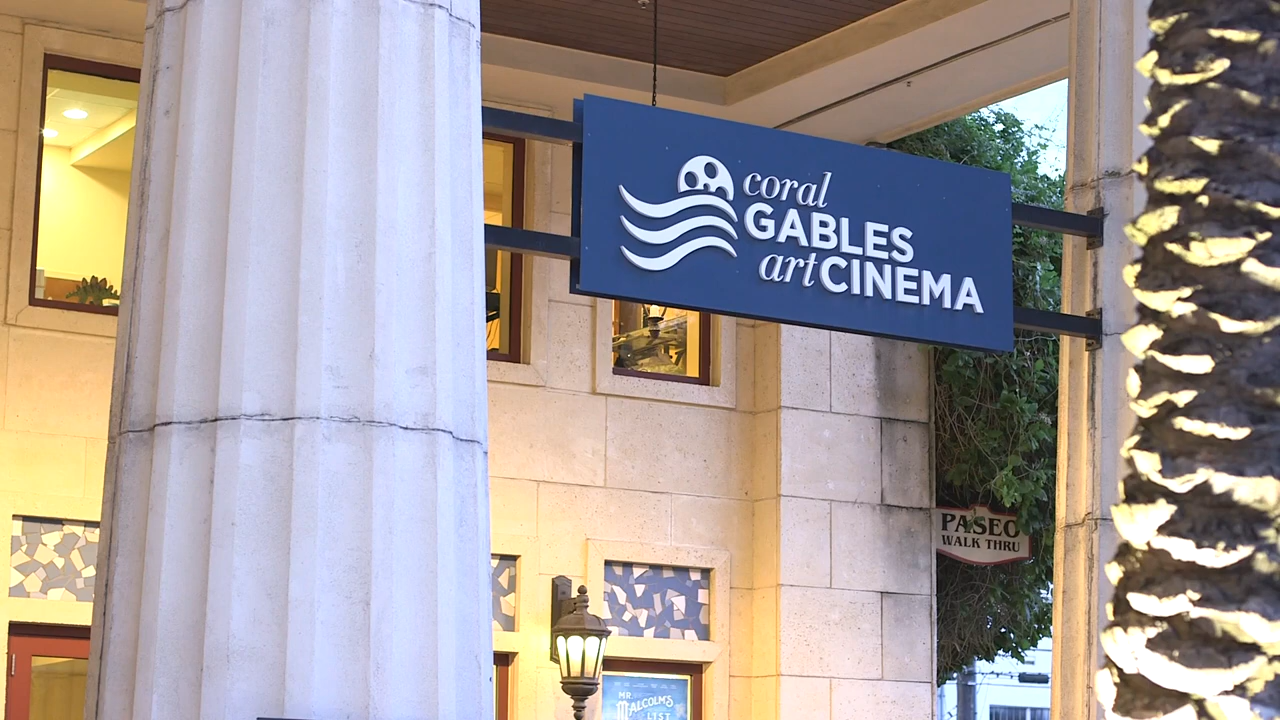 coral
GABLES
artCINEMA
PASEO
WALK THRU
MR.
MALCOLM'S
LIST